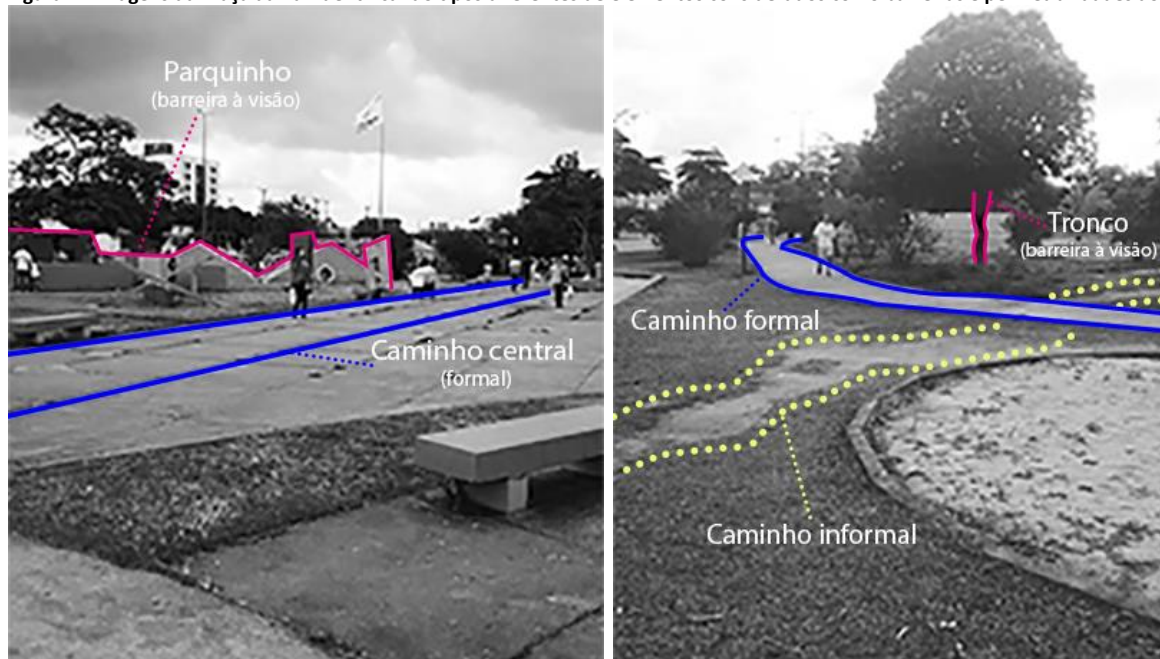 Parquinho
(barreira à visão)
Caminho central
(formal)
Tronco
(barreira à visão)
Caminho formal
Caminho informal